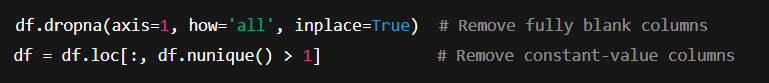 df.dropna(axis=1, how='all', inplace=True)  # Remove fully blank columns
df = df.loc[:, df.nunique() > 1]            # Remove constant-value columns